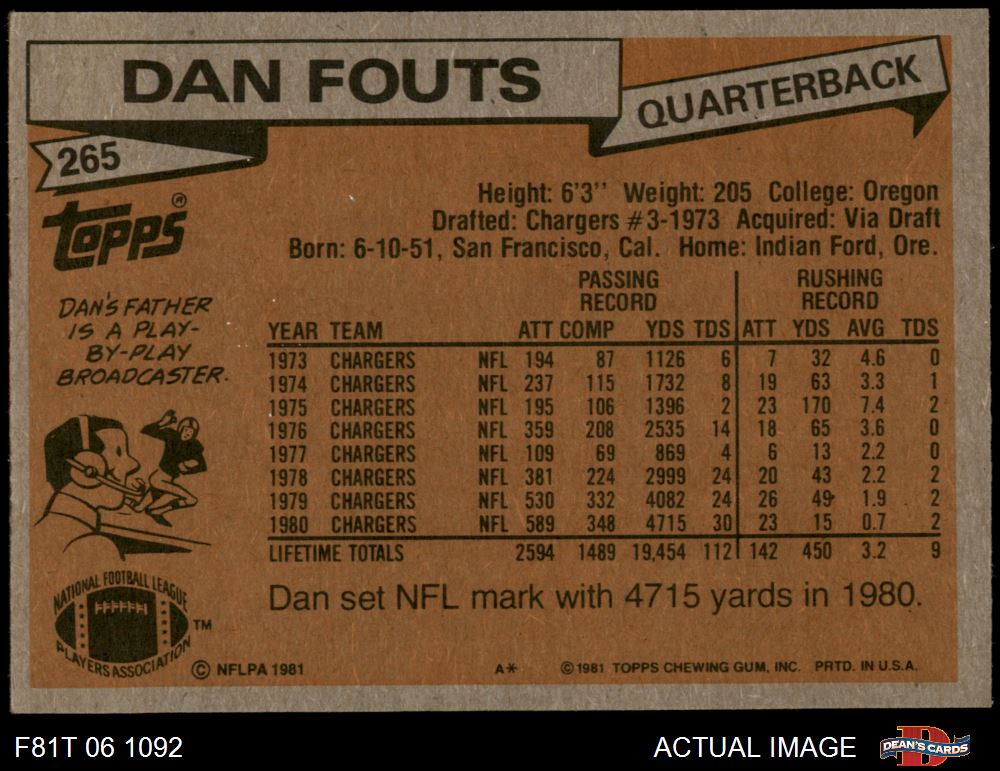 DAN FOUTS
QUARTERBACK
265
topps®
Height: 6'3'' Weight: 205 College: Oregon
Drafted: Chargers #3-1973 Acquired: Via Draft
Born: 6-10-51, San Francisco, Cal. Home: Indian Ford, Ore.
DAN'S FATHER
IS A PLAY-
BY-PLAY
BROADCASTER.
PASSING RECORD RUSHING RECORD
YEAR TEAM ATT COMP YDS TDS ATT YDS AVG TDS
1973 CHARGERS NFL 194 87 1126 6 7 32 4.6 0
1974 CHARGERS NFL 237 115 1732 8 19 63 3.3 1
1975 CHARGERS NFL 195 106 1396 2 23 170 7.4 2
1976 CHARGERS NFL 359 208 2535 14 18 65 3.6 0
1977 CHARGERS NFL 109 69 869 4 6 13 2.2 0
1978 CHARGERS NFL 381 224 2999 24 20 43 2.2 2
1979 CHARGERS NFL 530 332 4082 24 26 49 1.9 2
1980 CHARGERS NFL 589 348 4715 30 23 15 0.7 2
LIFETIME TOTALS 2594 1489 19,454 112 142 450 3.2 9
Dan set NFL mark with 4715 yards in 1980.
NATIONAL FOOTBALL LEAGUE
PLAYERS ASSOCIATION
TM
© NFLPA 1981
A* © 1981 TOPPS CHEWING GUM, INC. PRTD. IN U.S.A.
F81T 06 1092
ACTUAL IMAGE
D
DEAN'S CARDS